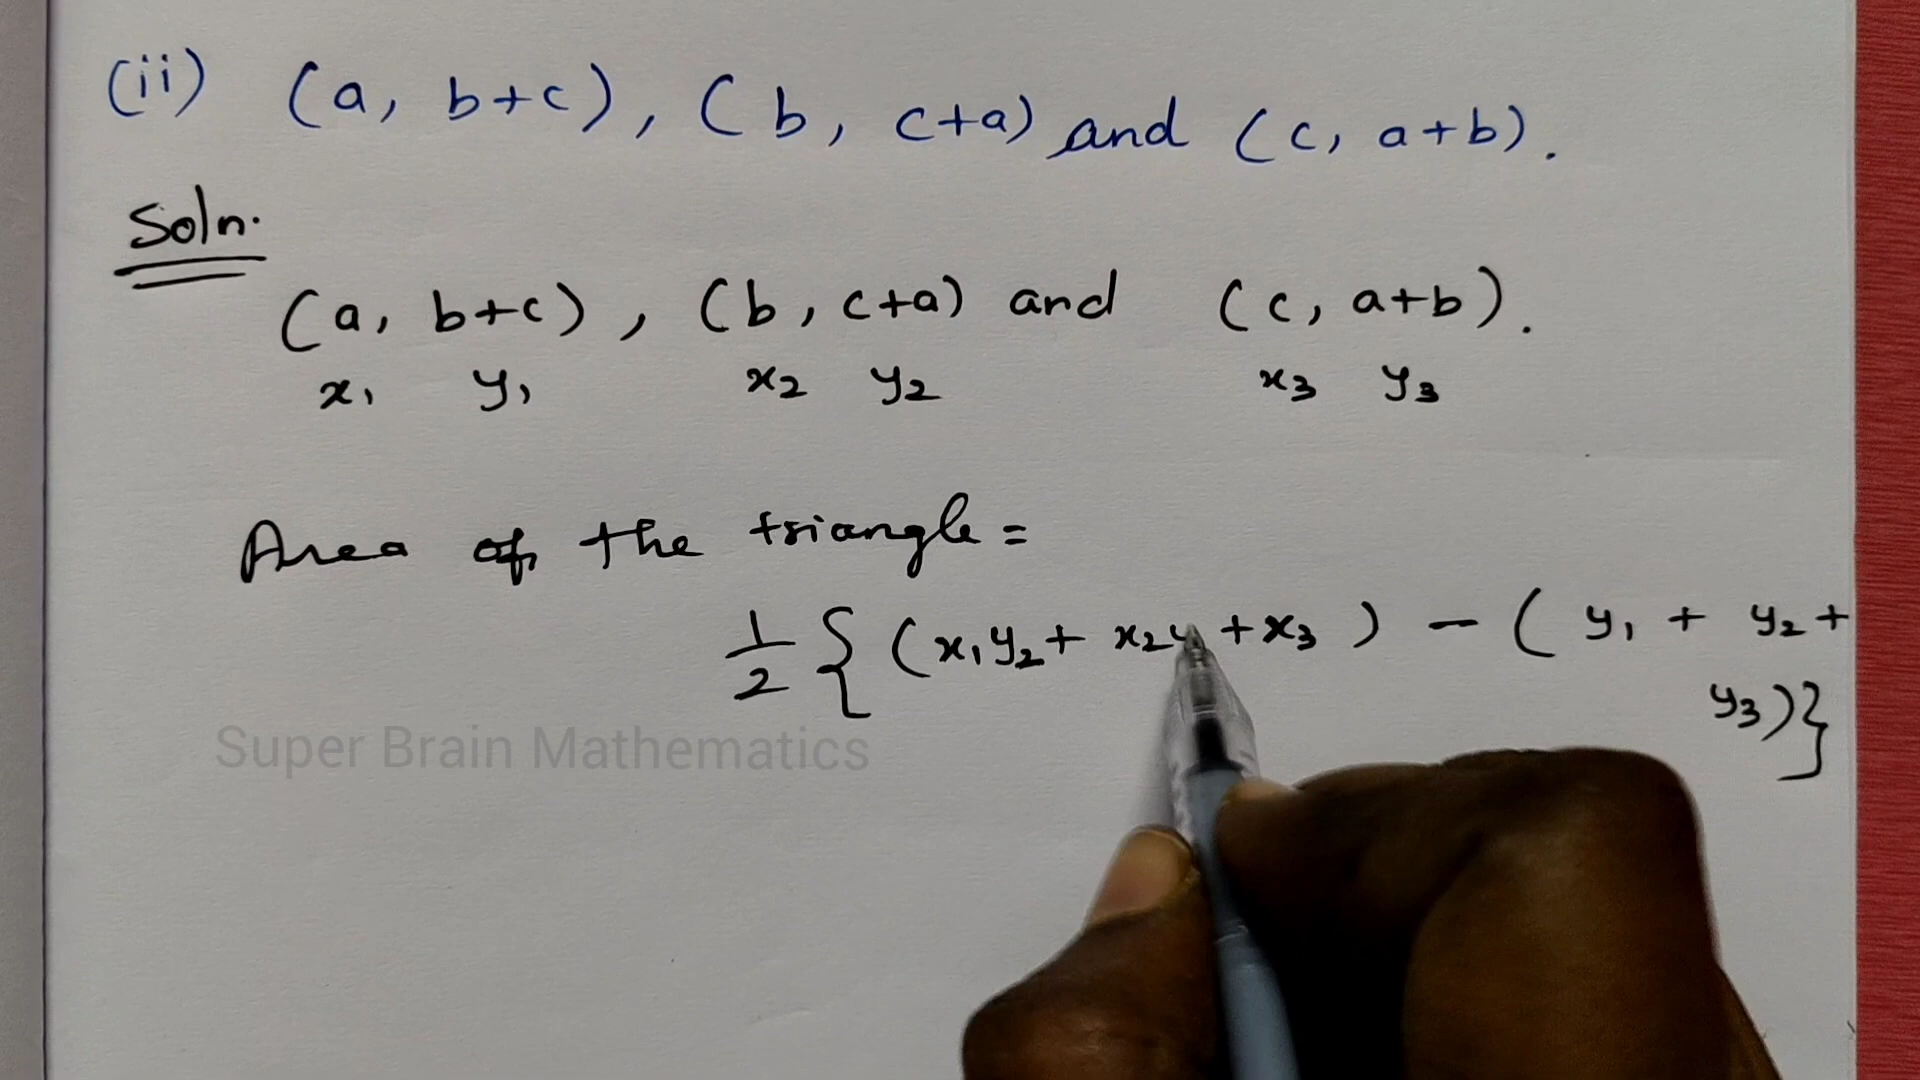 (ii) (a, b+c), (b, c+a) and (c, a+b).
Soln.
(a, b+c), (b, c+a) and (c, a+b).
x₁ y₁ x₂ y₂ x₃ y₃
Area of the triangle =
1/2 { (x₁y₂ + x₂y + x₃ ) - ( y₁ + y₂ +
y₃)}
Super Brain Mathematics